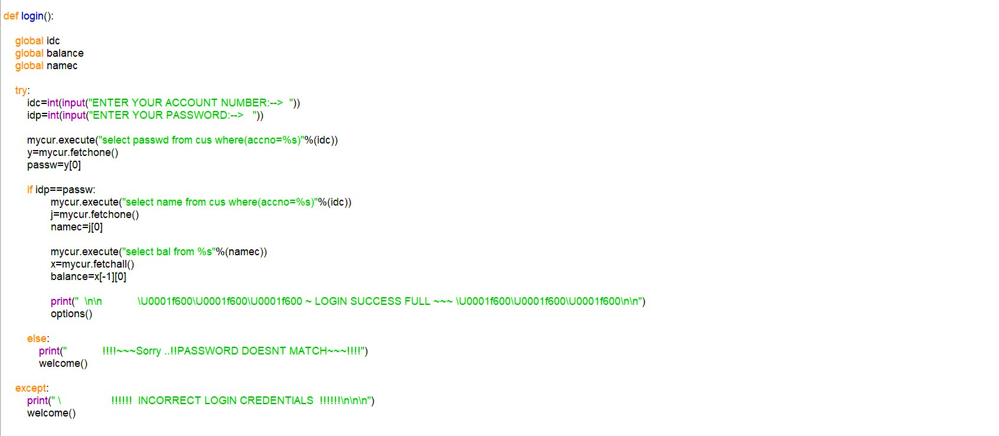 def login():
    global idc
    global balance
    global namec
    try:
        idc=int(input("ENTER YOUR ACCOUNT NUMBER:-->  "))
        idp=int(input("ENTER YOUR PASSWORD:-->   "))
        mycur.execute("select passwd from cus where(accno=%s)"%(idc))
        y=mycur.fetchone()
        passw=y[0]
        if idp==passw:
                mycur.execute("select name from cus where(accno=%s)"%(idc))
                j=mycur.fetchone()
                namec=j[0]
                mycur.execute("select bal from %s"%(namec))
                x=mycur.fetchall()
                balance=x[-1][0]
                print("  \n\n            \U0001f600\U0001f600\U0001f600 ~ LOGIN SUCCESS FULL ~~~ \U0001f600\U0001f600\U0001f600\n\n")
                options()
        else:
            print("            !!!!~~~Sorry ..!!PASSWORD DOESNT MATCH~~~!!!!")
            welcome()
    except:
        print(" \                 !!!!!!  INCORRECT LOGIN CREDENTIALS  !!!!!!\n\n\n")
        welcome()